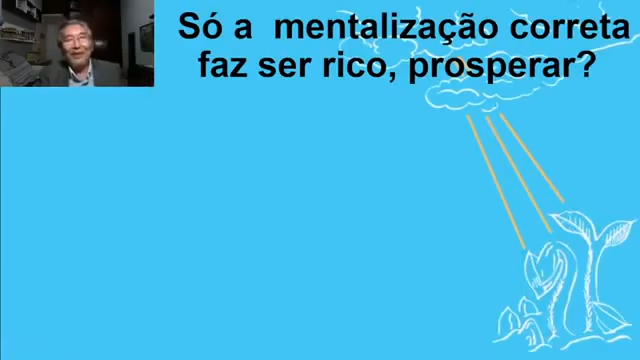 Só a mentalização correta
faz ser rico, prosperar?